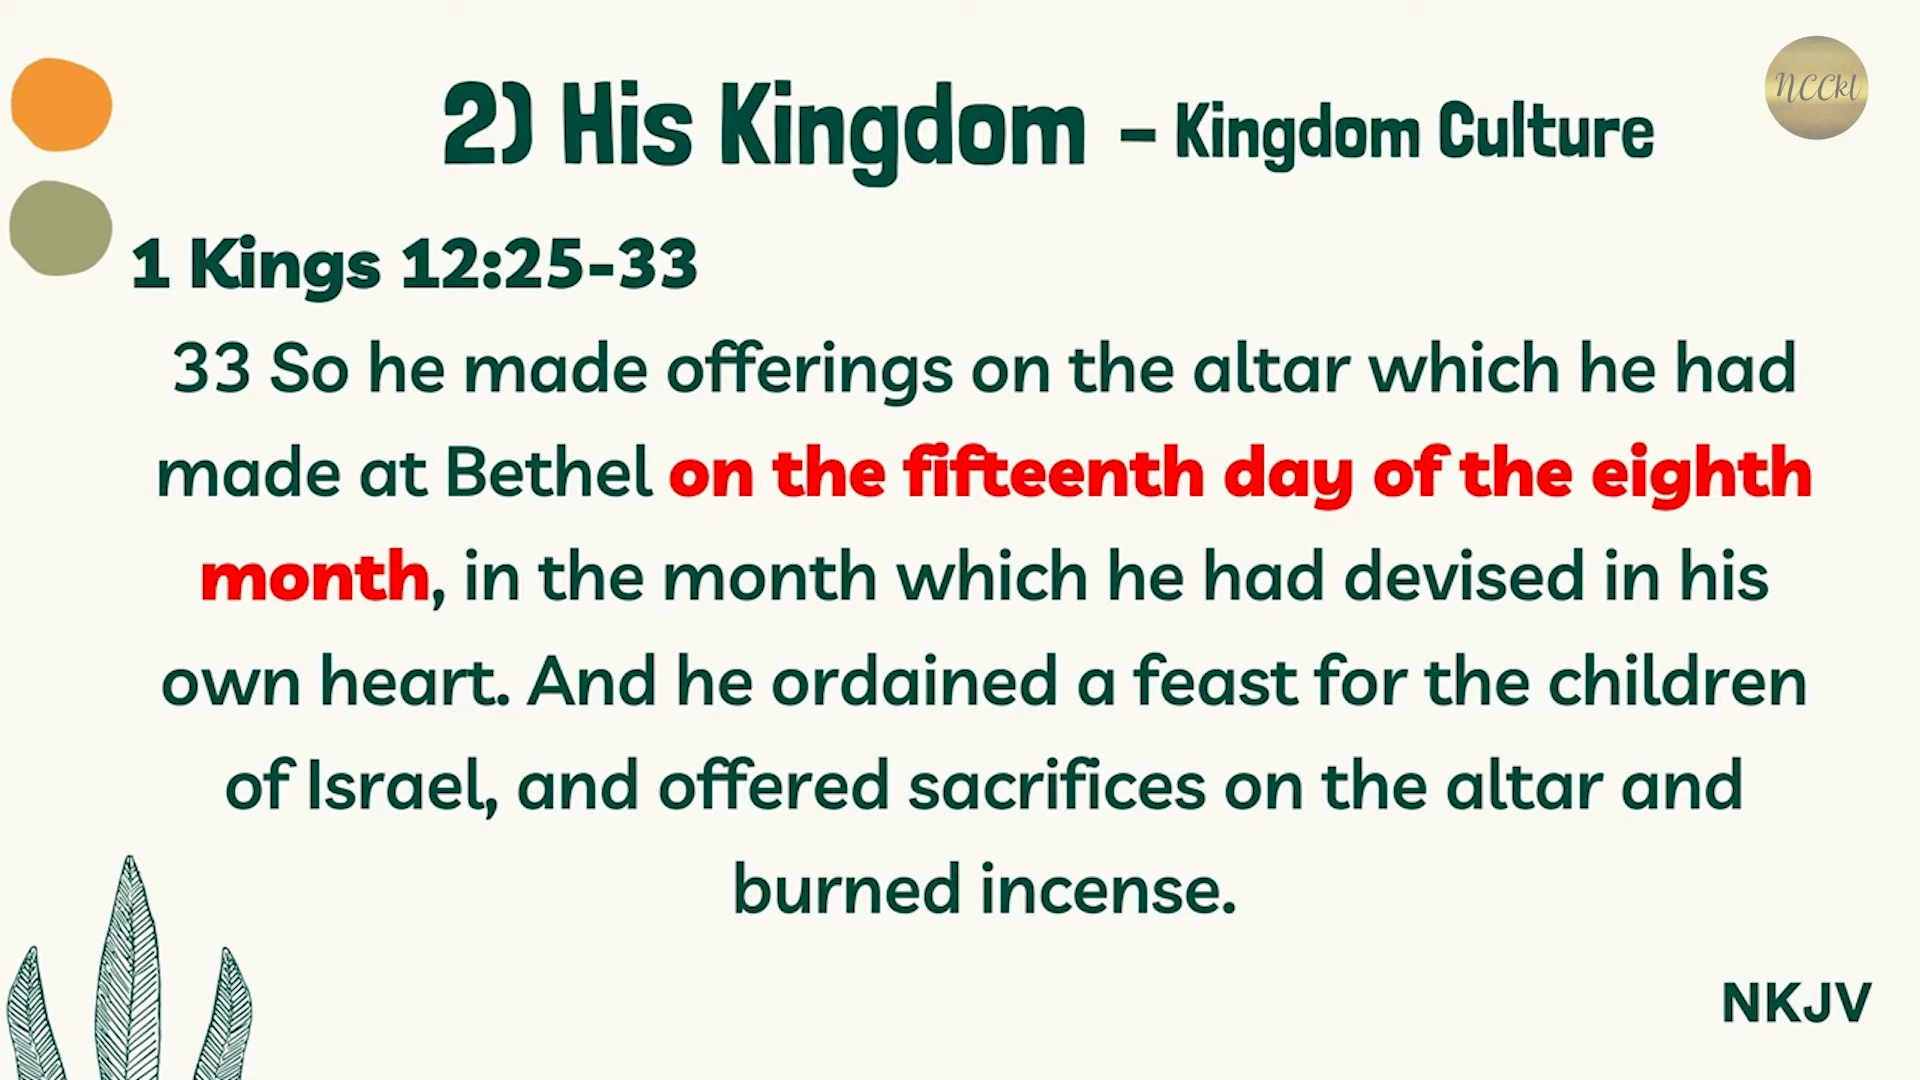 NCCkl
2) His Kingdom – Kingdom Culture
1 Kings 12:25-33
33 So he made offerings on the altar which he had
made at Bethel on the fifteenth day of the eighth
month, in the month which he had devised in his
own heart. And he ordained a feast for the children
of Israel, and offered sacrifices on the altar and
burned incense.
NKJV